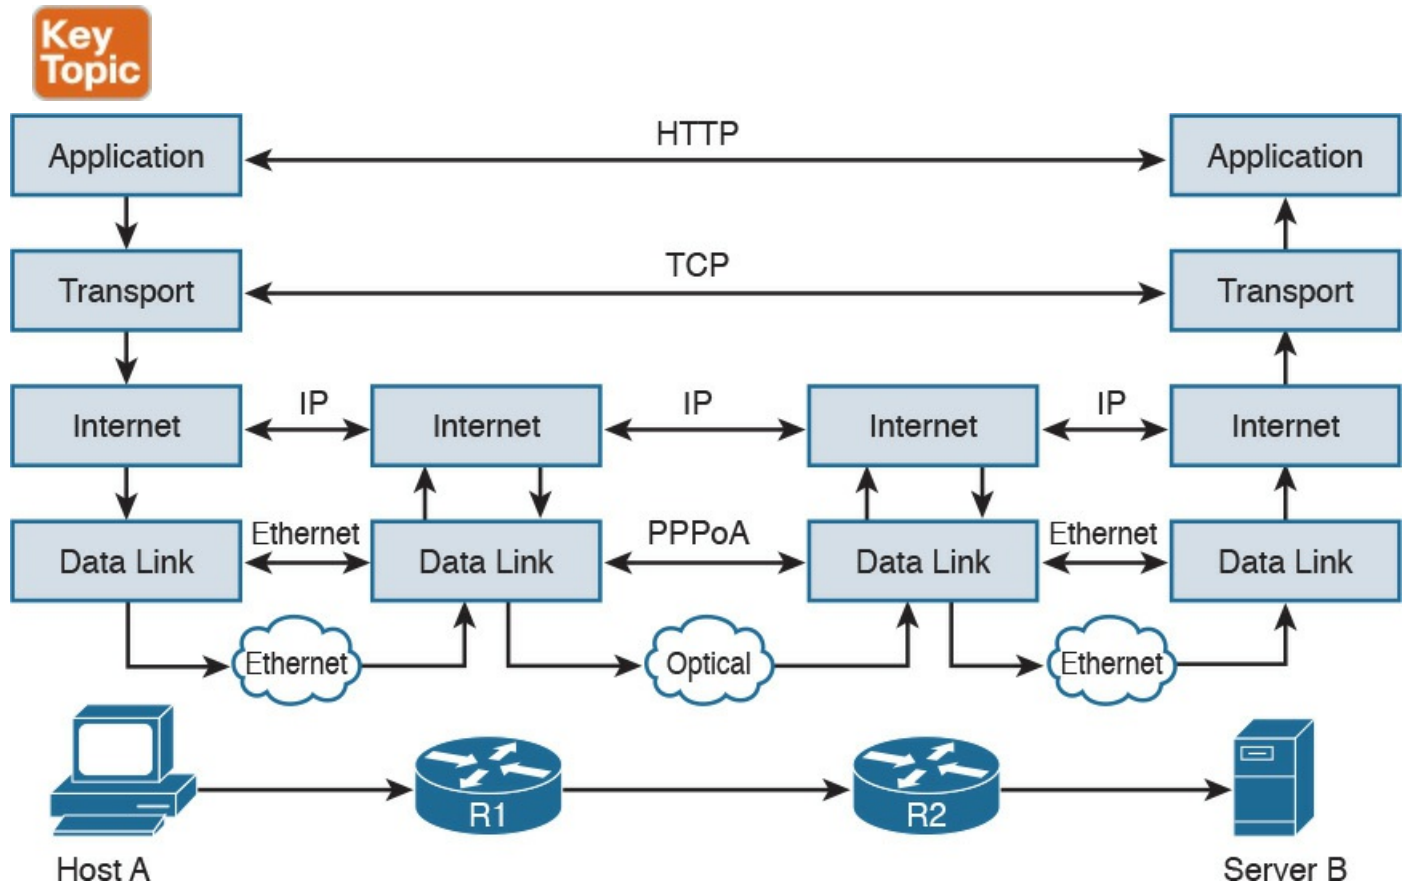 Key
Topic
HTTP
Application
Application
TCP
Transport
Transport
IP
IP
IP
Internet
Internet
Internet
Internet
Ethernet
PPPoA
Ethernet
Data Link
Data Link
Data Link
Data Link
Ethernet
Optical
Ethernet
R1
R2
Host A
Server B